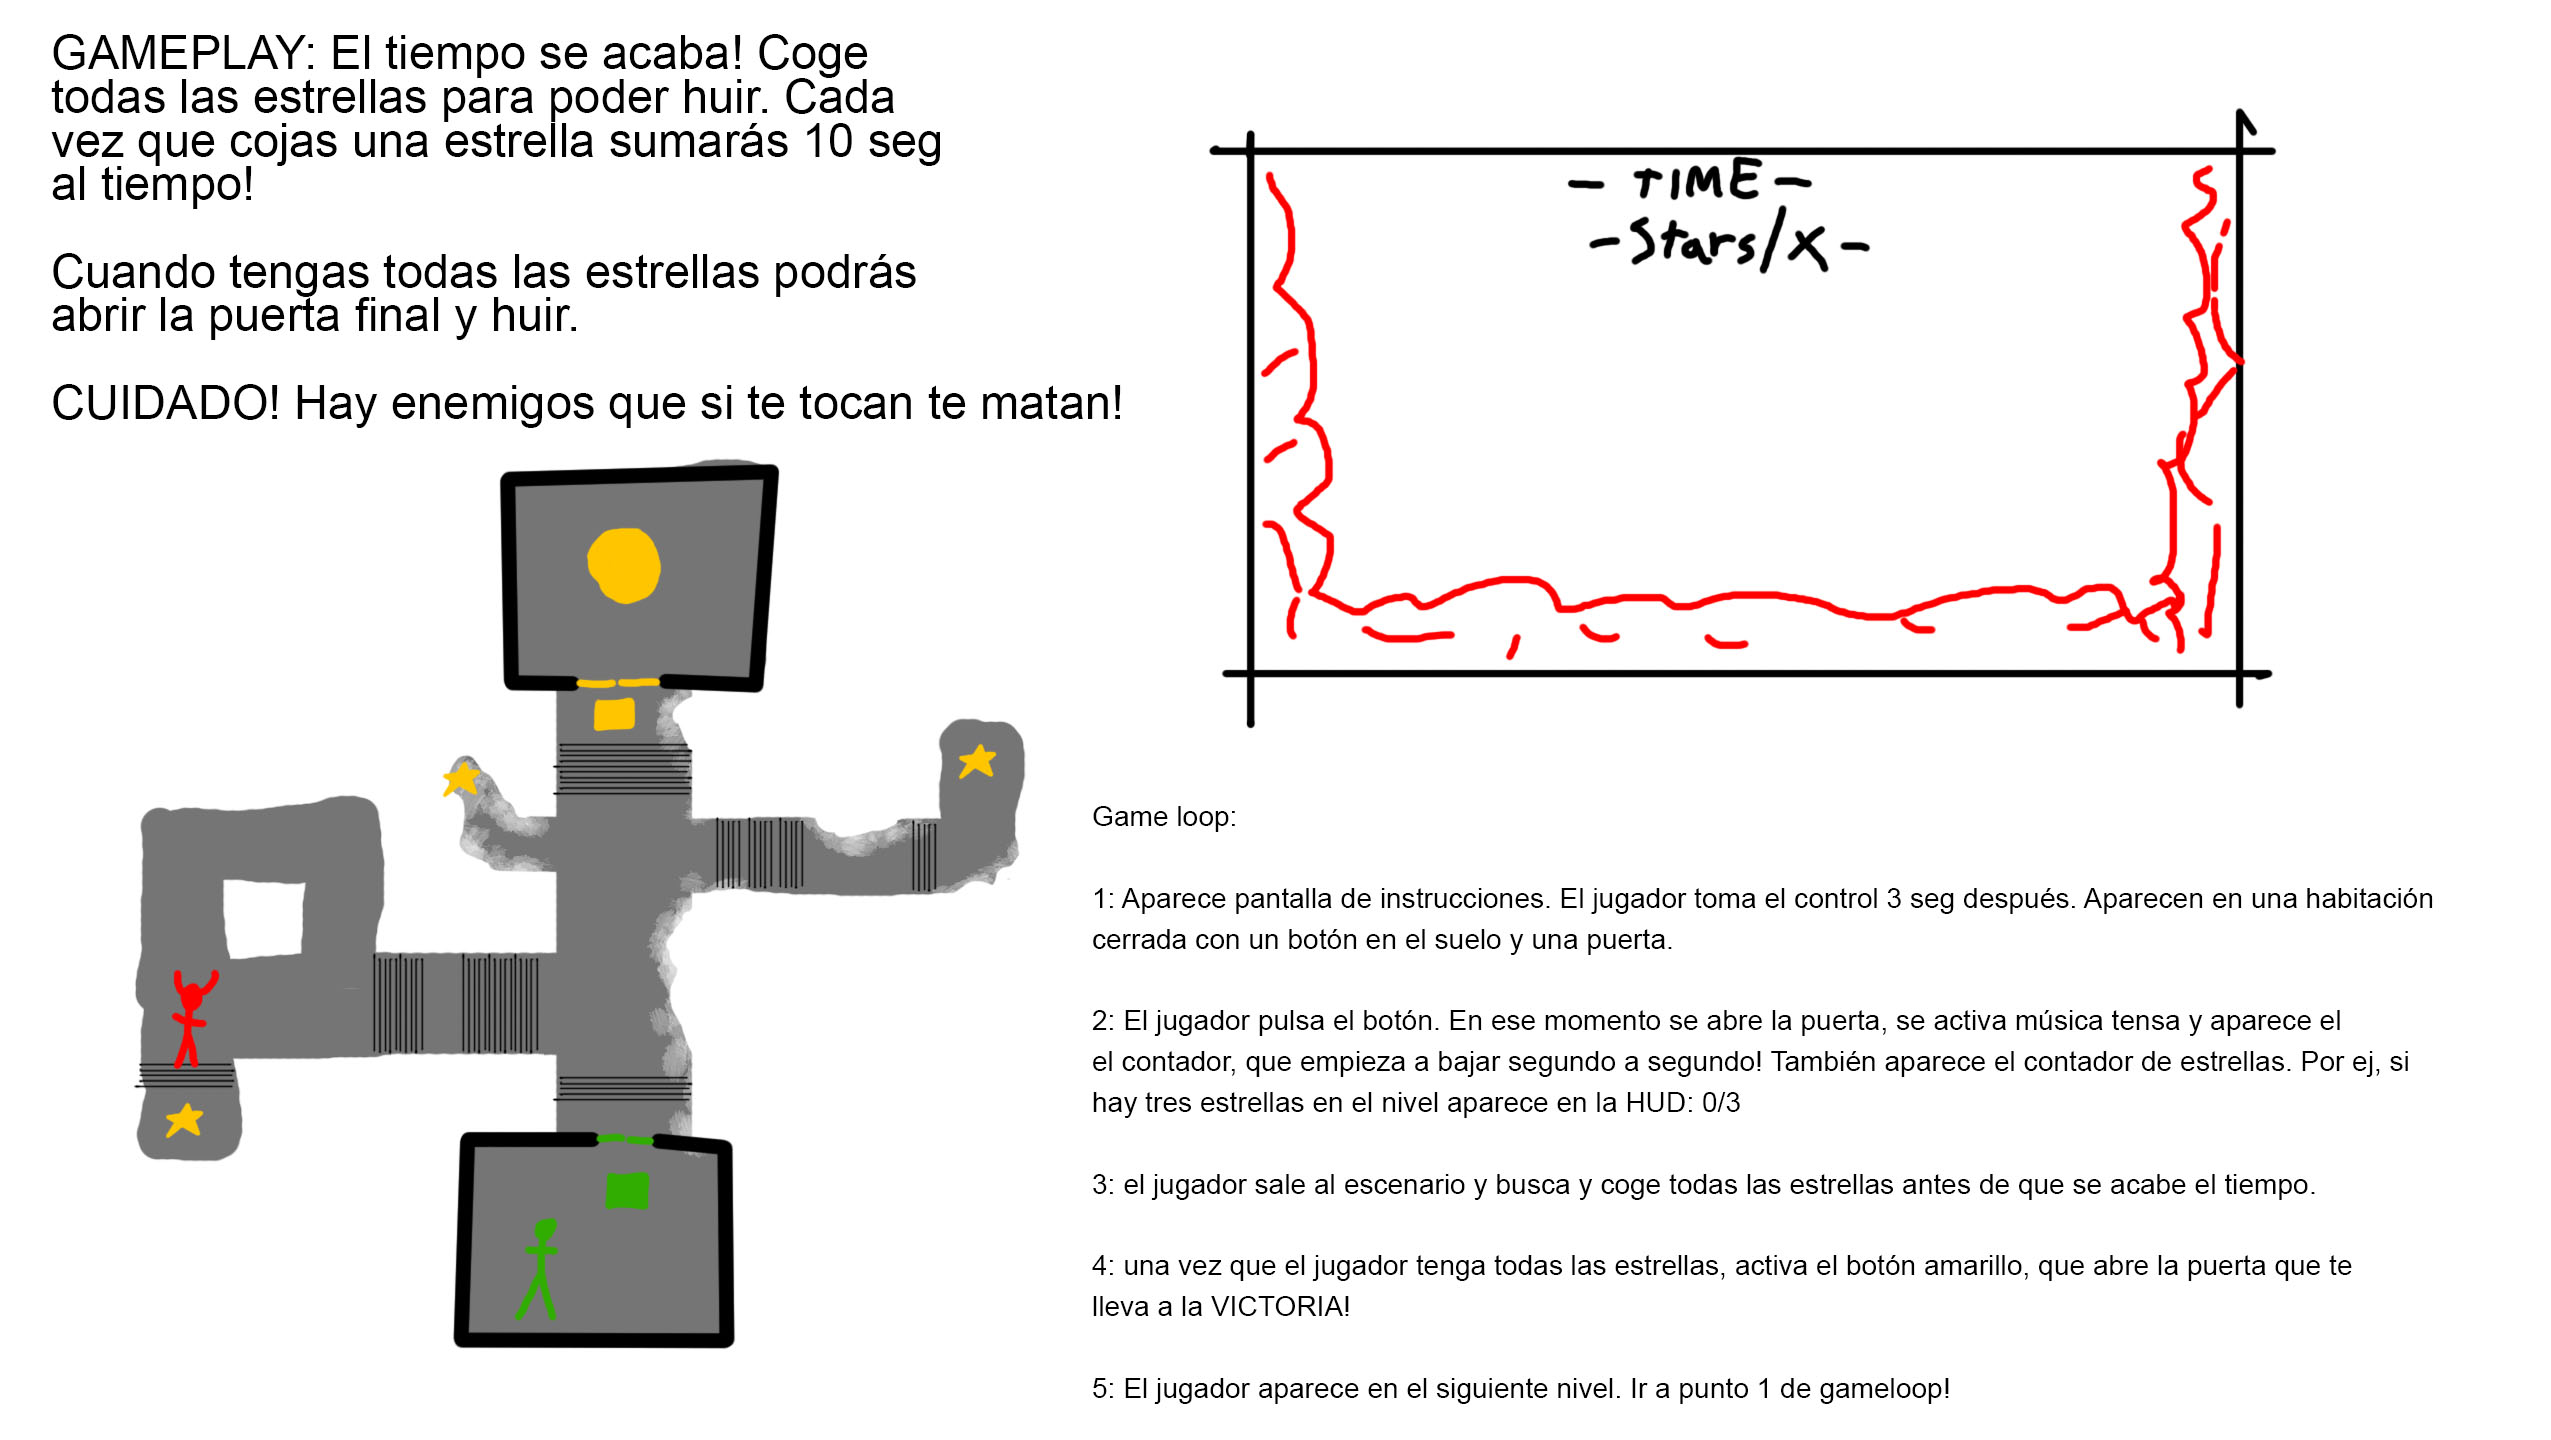 GAMEPLAY: El tiempo se acaba! Coge
todas las estrellas para poder huir. Cada
vez que cojas una estrella sumarás 10 seg
al tiempo!
Cuando tengas todas las estrellas podrás
abrir la puerta final y huir.
CUIDADO! Hay enemigos que si te tocan te matan!
- TIME -
- Stars/X -
Game loop:
1: Aparece pantalla de instrucciones. El jugador toma el control 3 seg después. Aparecen en una habitación
cerrada con un botón en el suelo y una puerta.
2: El jugador pulsa el botón. En ese momento se abre la puerta, se activa música tensa y aparece el
el contador, que empieza a bajar segundo a segundo! También aparece el contador de estrellas. Por ej, si
hay tres estrellas en el nivel aparece en la HUD: 0/3
3: el jugador sale al escenario y busca y coge todas las estrellas antes de que se acabe el tiempo.
4: una vez que el jugador tenga todas las estrellas, activa el botón amarillo, que abre la puerta que te
lleva a la VICTORIA!
5: El jugador aparece en el siguiente nivel. Ir a punto 1 de gameloop!